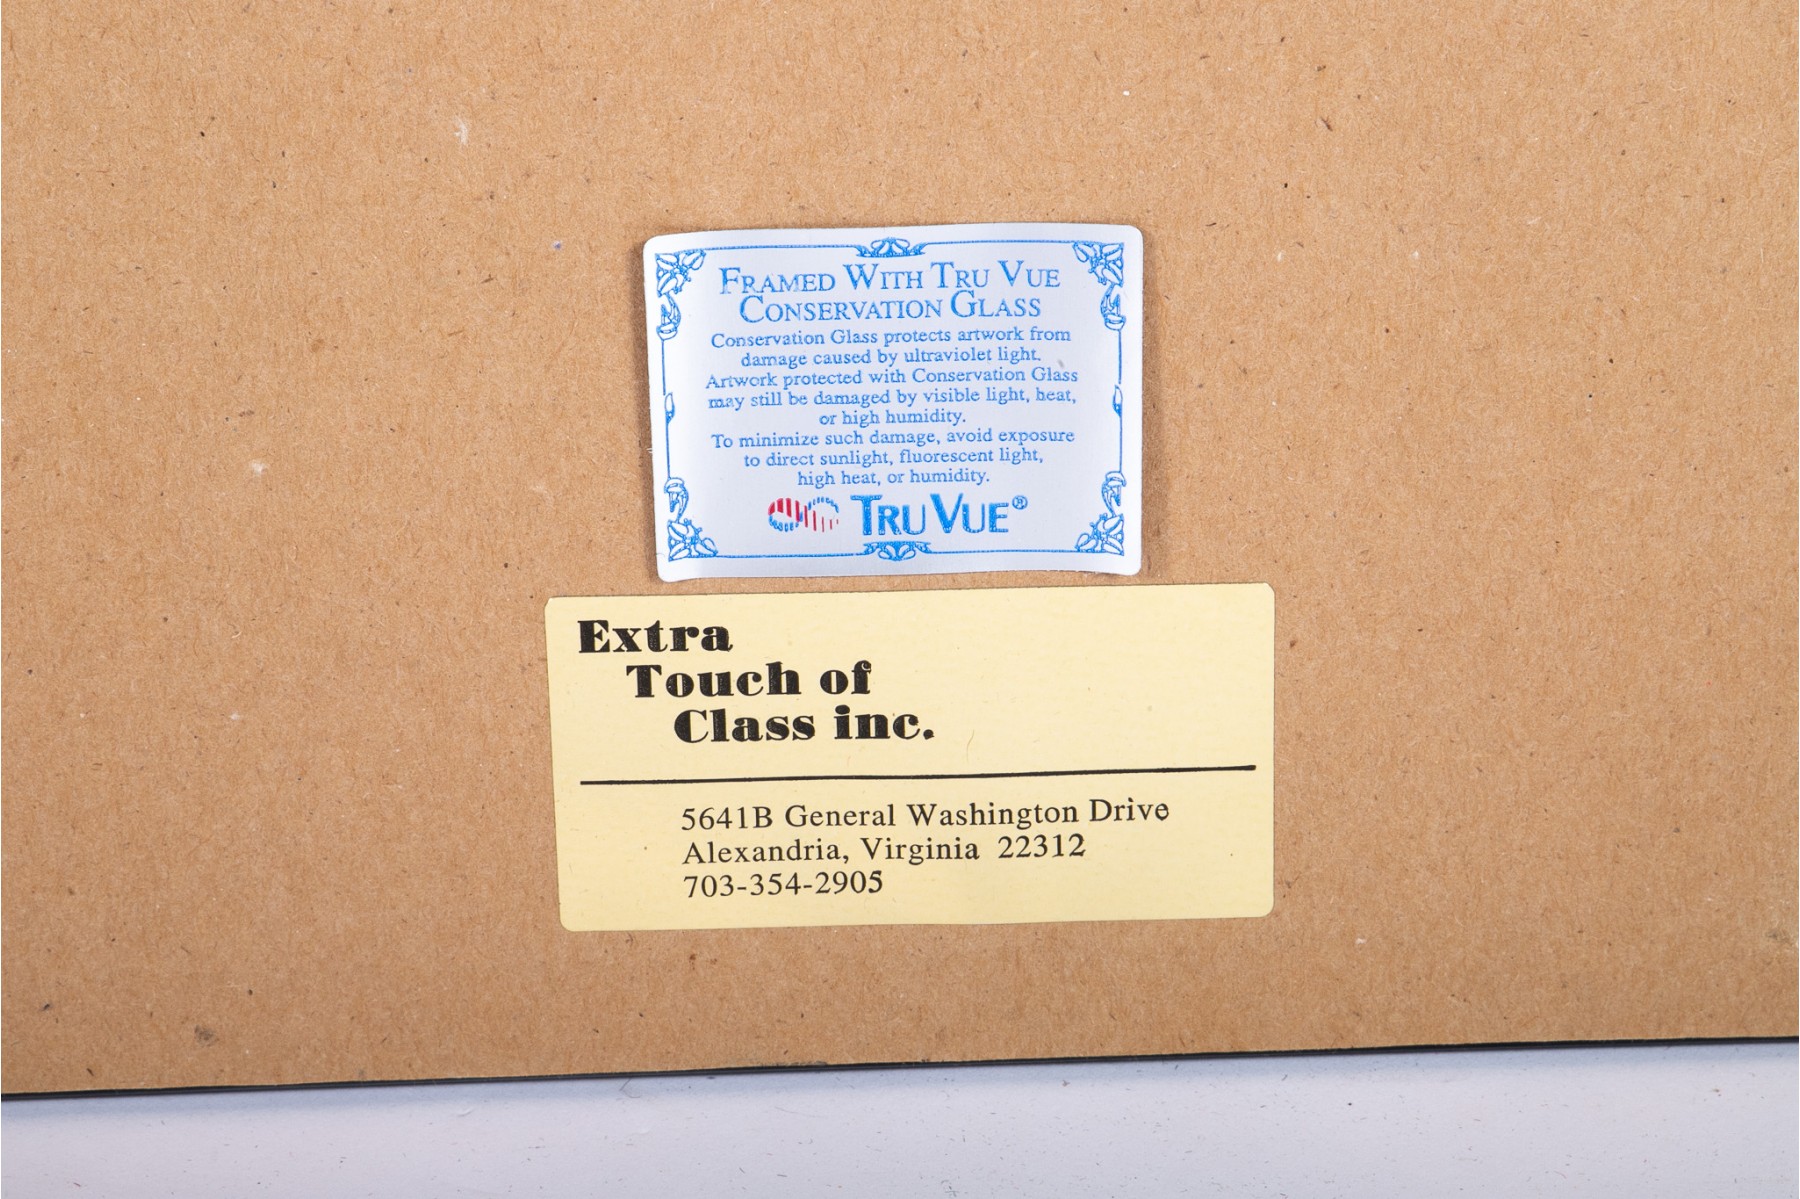 FRAMED WITH TRU VUE
CONSERVATION GLASS
Conservation Glass protects artwork from
damage caused by ultraviolet light.
Artwork protected with Conservation Glass
may still be damaged by visible light, heat,
or high humidity.
To minimize such damage, avoid exposure
to direct sunlight, fluorescent light,
high heat, or humidity.
TRU VUE®
Extra
Touch of
Class inc.
5641B General Washington Drive
Alexandria, Virginia 22312
703-354-2905